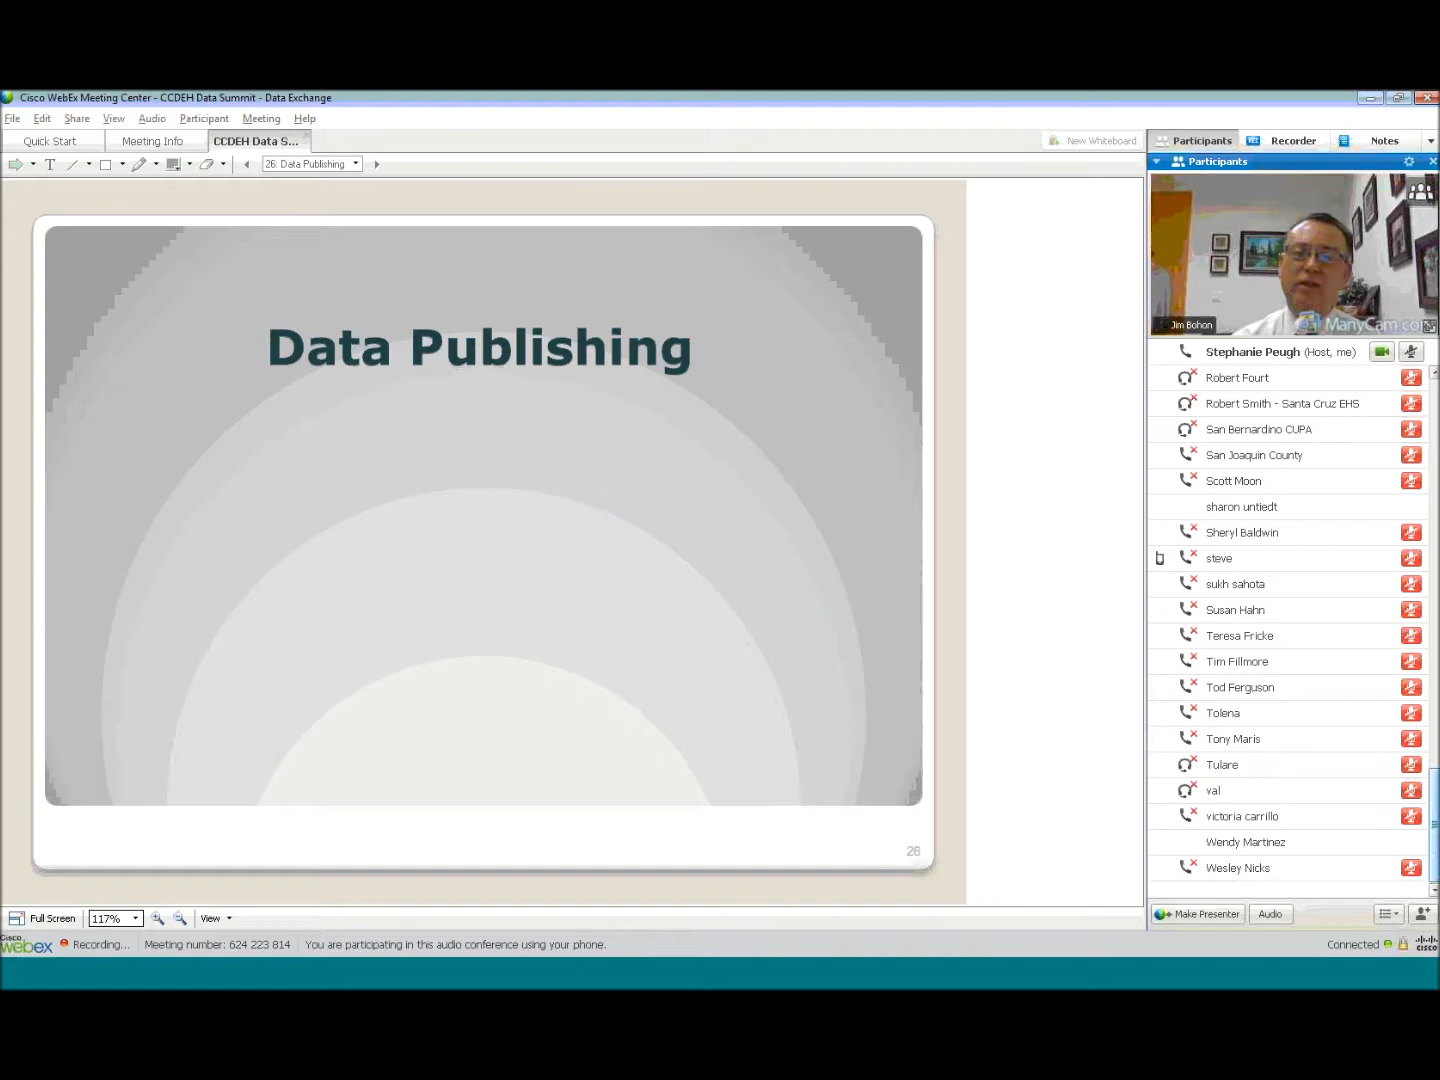 Cisco WebEx Meeting Center - CCDEH Data Summit - Data Exchange
File Edit Share View Audio Participant Meeting Help
Quick Start Meeting Info CCDEH Data S... New Whiteboard Participants Recorder Notes
T 26: Data Publishing Participants
Data Publishing
26
Jim Bohon ManyCam.co
Stephanie Peugh (Host, me)
Robert Fourt
Robert Smith - Santa Cruz EHS
San Bernardino CUPA
San Joaquin County
Scott Moon
sharon untiedt
Sheryl Baldwin
steve
sukh sahota
Susan Hahn
Teresa Fricke
Tim Fillmore
Tod Ferguson
Tolena
Tony Maris
Tulare
val
victoria carrillo
Wendy Martinez
Wesley Nicks
Full Screen 117% View Make Presenter Audio
Cisco webex Recording... Meeting number: 624 223 814 You are participating in this audio conference using your phone. Connected cisco